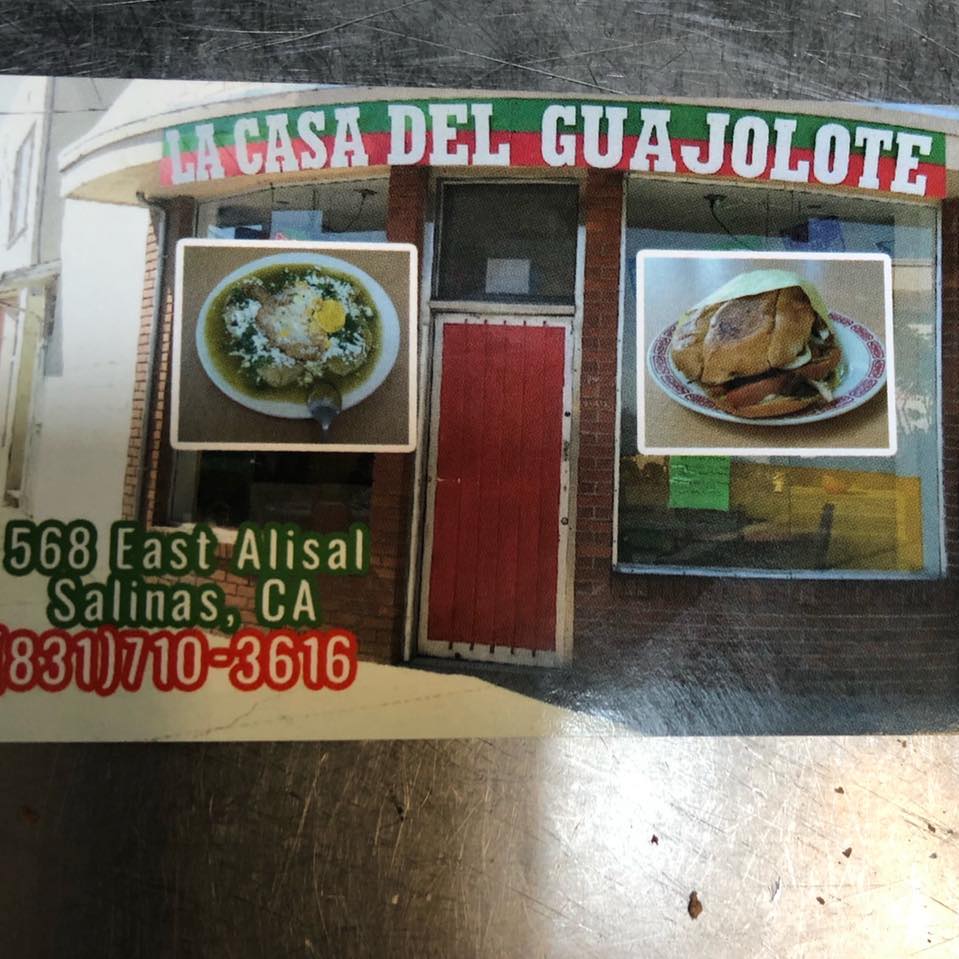 LA CASA DEL GUAJOLOTE
568 East Alisal
Salinas, CA
(831)710-3616